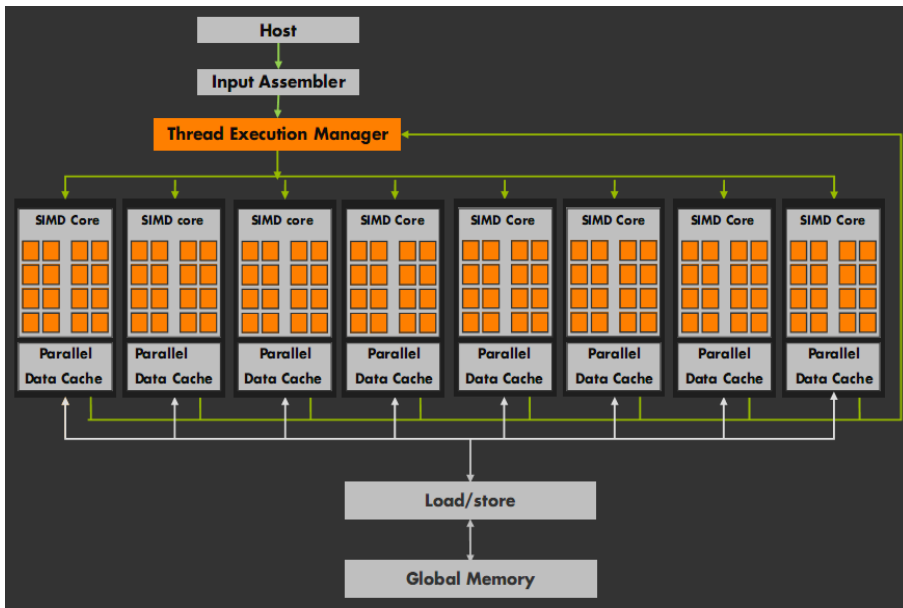 Host
Input Assembler
Thread Execution Manager
SIMD Core
SIMD core
SIMD core
SIMD Core
SIMD Core
SIMD Core
SIMD Core
SIMD Core
Parallel
Data Cache
Parallel
Data Cache
Parallel
Data Cache
Parallel
Data Cache
Parallel
Data Cache
Parallel
Data Cache
Parallel
Data Cache
Parallel
Data Cache
Load/store
Global Memory